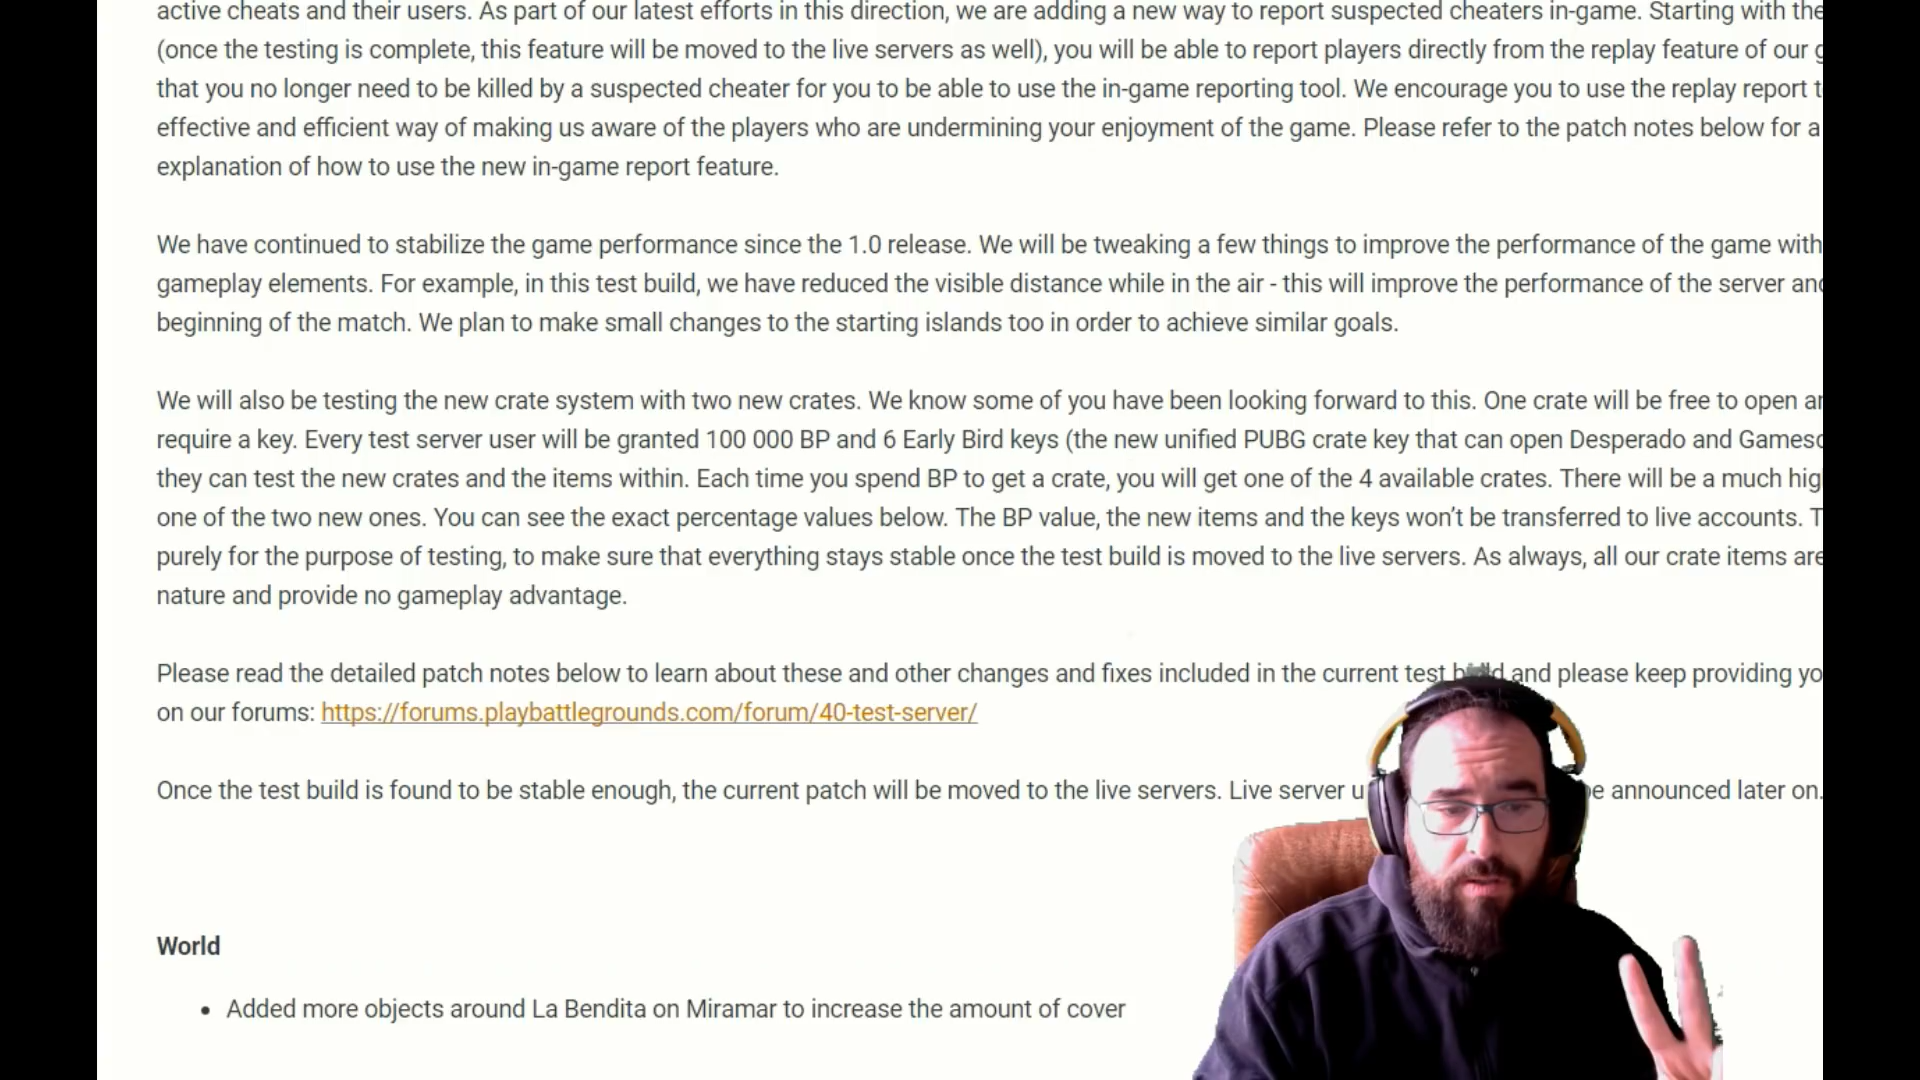 active cheats and their users. As part of our latest efforts in this direction, we are adding a new way to report suspected cheaters in-game. Starting with the
(once the testing is complete, this feature will be moved to the live servers as well), you will be able to report players directly from the replay feature of our
that you no longer need to be killed by a suspected cheater for you to be able to use the in-game reporting tool. We encourage you to use the replay report
effective and efficient way of making us aware of the players who are undermining your enjoyment of the game. Please refer to the patch notes below for a
explanation of how to use the new in-game report feature.
We have continued to stabilize the game performance since the 1.0 release. We will be tweaking a few things to improve the performance of the game with
gameplay elements. For example, in this test build, we have reduced the visible distance while in the air - this will improve the performance of the server and
beginning of the match. We plan to make small changes to the starting islands too in order to achieve similar goals.
We will also be testing the new crate system with two new crates. We know some of you have been looking forward to this. One crate will be free to open
require a key. Every test server user will be granted 100 000 BP and 6 Early Bird keys (the new unified PUBG crate key that can open Desperado and
they can test the new crates and the items within. Each time you spend BP to get a crate, you will get one of the 4 available crates. There will be a much
one of the two new ones. You can see the exact percentage values below. The BP value, the new items and the keys won't be transferred to live accounts.
purely for the purpose of testing, to make sure that everything stays stable once the test build is moved to the live servers. As always, all our crate items are
nature and provide no gameplay advantage.
Please read the detailed patch notes below to learn about these and other changes and fixes included in the current test build and please keep providing
on our forums: https://forums.playbattlegrounds.com/forum/40-test-server/
Once the test build is found to be stable enough, the current patch will be moved to the live servers. Live server be announced later on.
World
• Added more objects around La Bendita on Miramar to increase the amount of cover